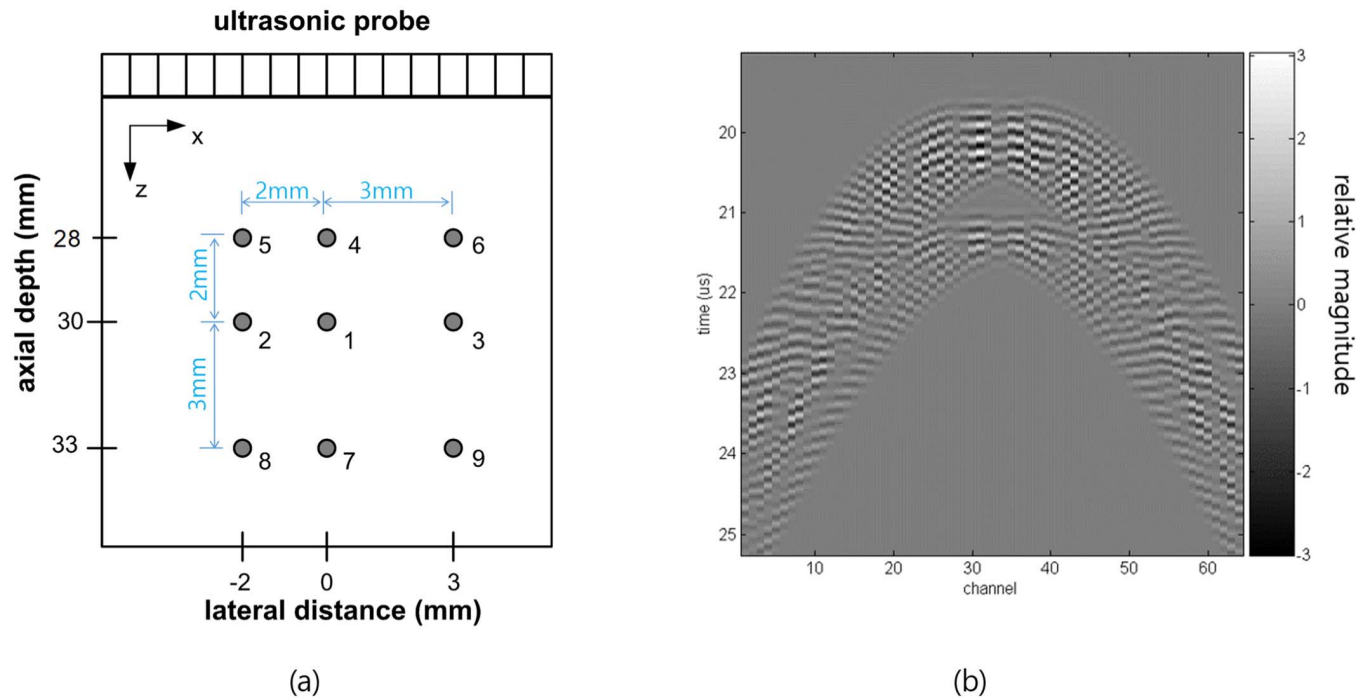 ultrasonic probe
x
z
2mm
3mm
axial depth (mm)
28
30
33
2mm
3mm
5
4
6
2
1
3
8
7
9
-2
0
3
lateral distance (mm)
(a)
time (us)
20
21
22
23
24
25
10
20
30
40
50
60
channel
3
2
1
0
-1
-2
-3
relative magnitude
(b)